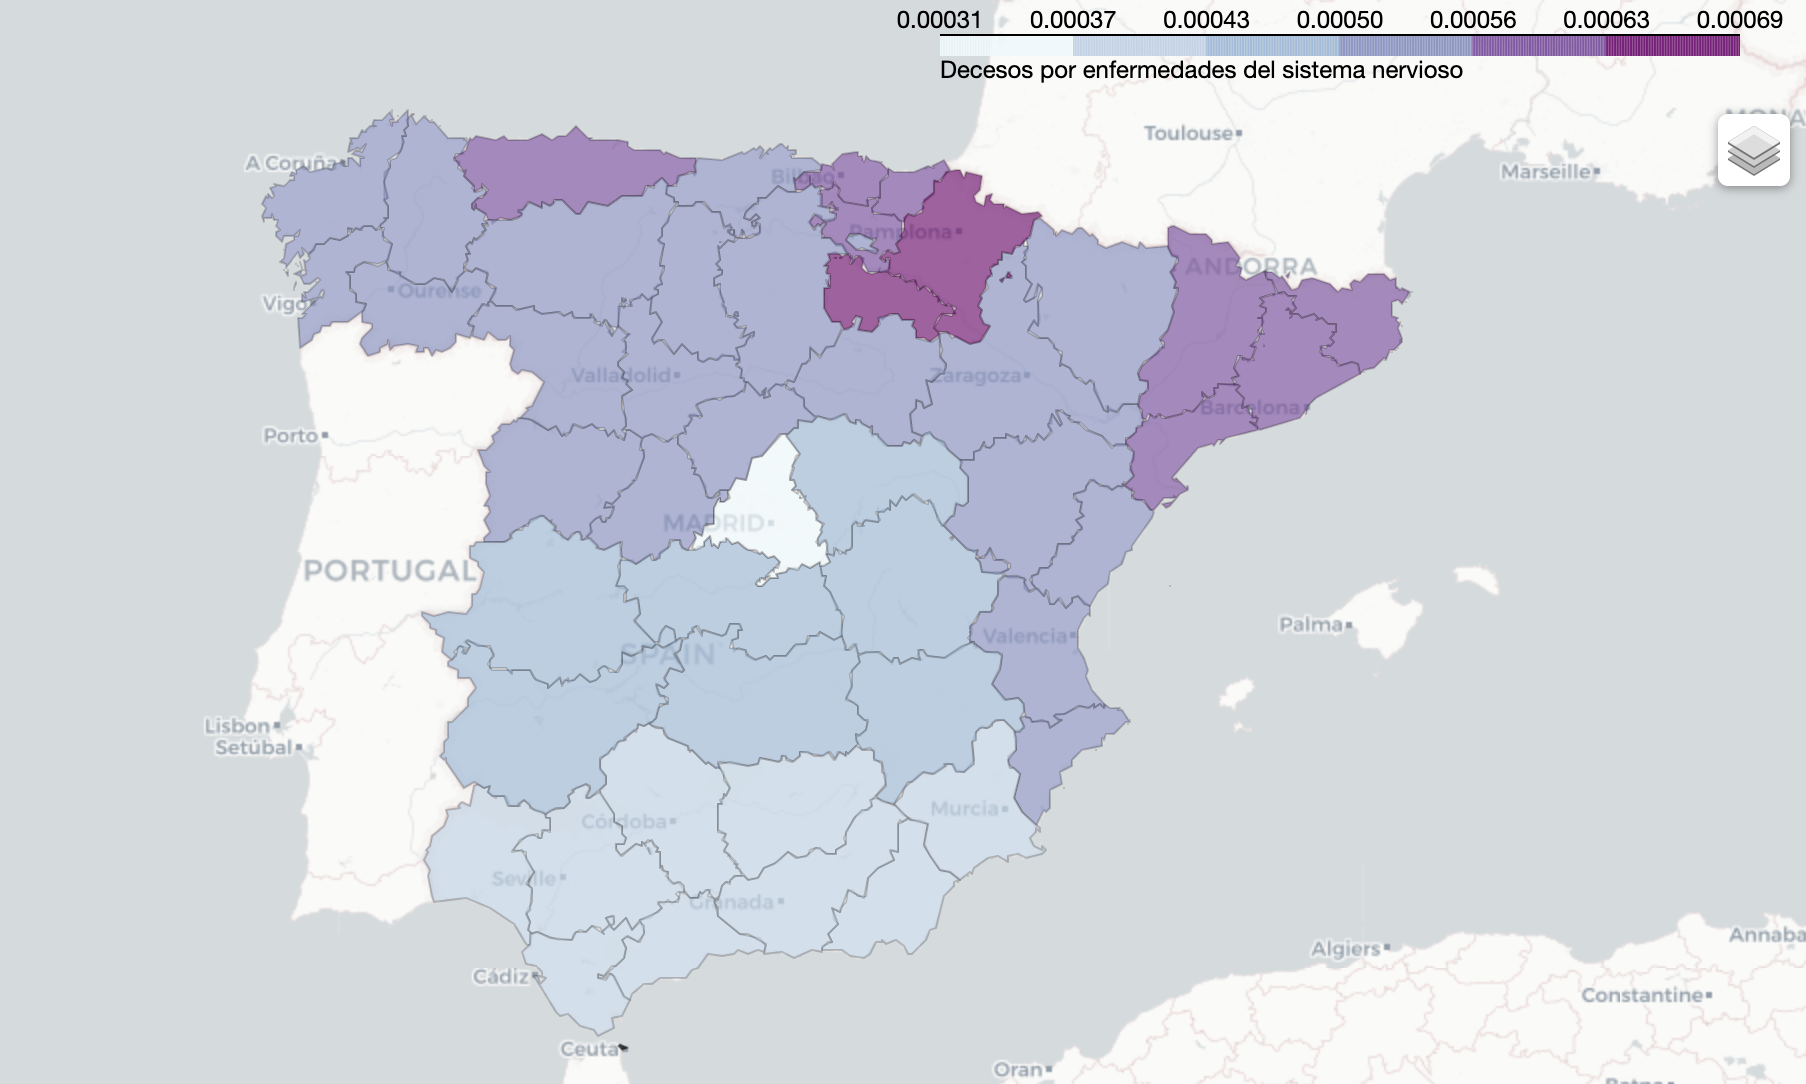 0.00031 0.00037 0.00043 0.00050 0.00056 0.00063 0.00069
Decesos por enfermedades del sistema nervioso
Toulouse
Marseille
A Coruña
Bilbao
Pamplona
ANDORRA
Ourense
Vigo
Valladolid
Zaragoza
Barcelona
Porto
MADRID
PORTUGAL
Palma
Valencia
SPAIN
Lisbon
Setúbal
Murcia
Córdoba
Seville
Granada
Annaba
Algiers
Cádiz
Constantine
Ceuta
Oran